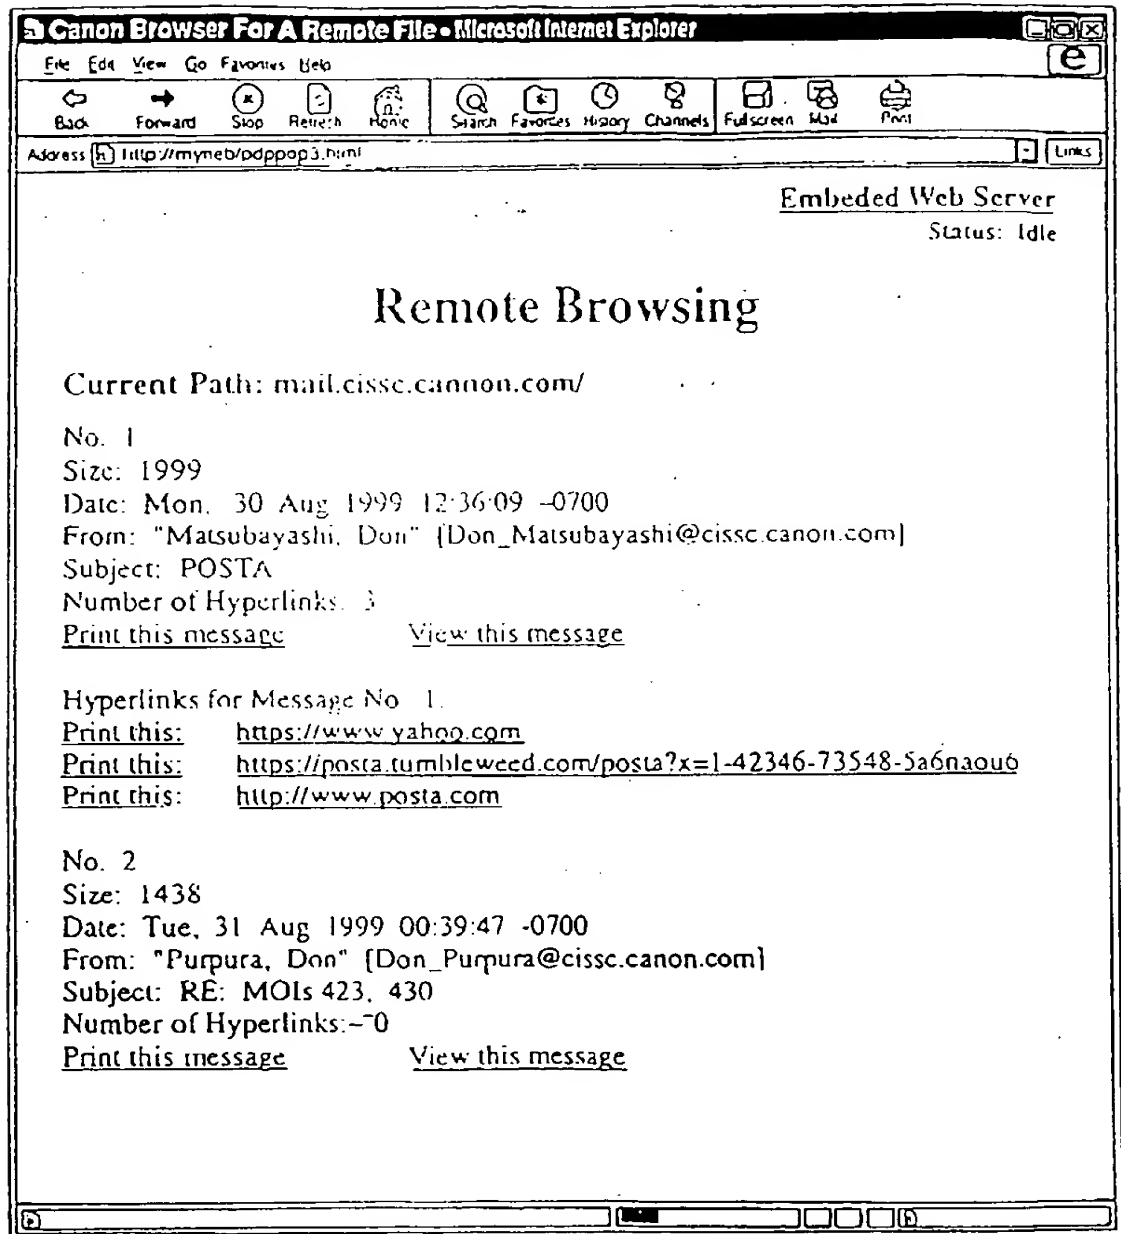 Canon Browser For A Remote File • Microsoft Internet Explorer
File Edit View Go Favorites Help
Back Forward Stop Refresh Home Search Favorites History Channels Fullscreen Mail Print
Address http://myneb/pdppop3.html Links
Embeded Web Server
Status: Idle
Remote Browsing
Current Path: mail.cissc.cannon.com/
No. 1
Size: 1999
Date: Mon, 30 Aug 1999 12:36:09 -0700
From: "Matsubayashi, Don" [Don_Matsubayashi@cissc.canon.com]
Subject: POSTA
Number of Hyperlinks: 3
Print this message View this message
Hyperlinks for Message No 1.
Print this: https://www.yahoo.com
Print this: https://posta.tumbleweed.com/posta?x=1-42346-73548-5a6naou6
Print this: http://www.posta.com
No. 2
Size: 1438
Date: Tue, 31 Aug 1999 00:39:47 -0700
From: "Purpura, Don" [Don_Purpura@cissc.canon.com]
Subject: RE: MOIs 423, 430
Number of Hyperlinks: 0
Print this message View this message